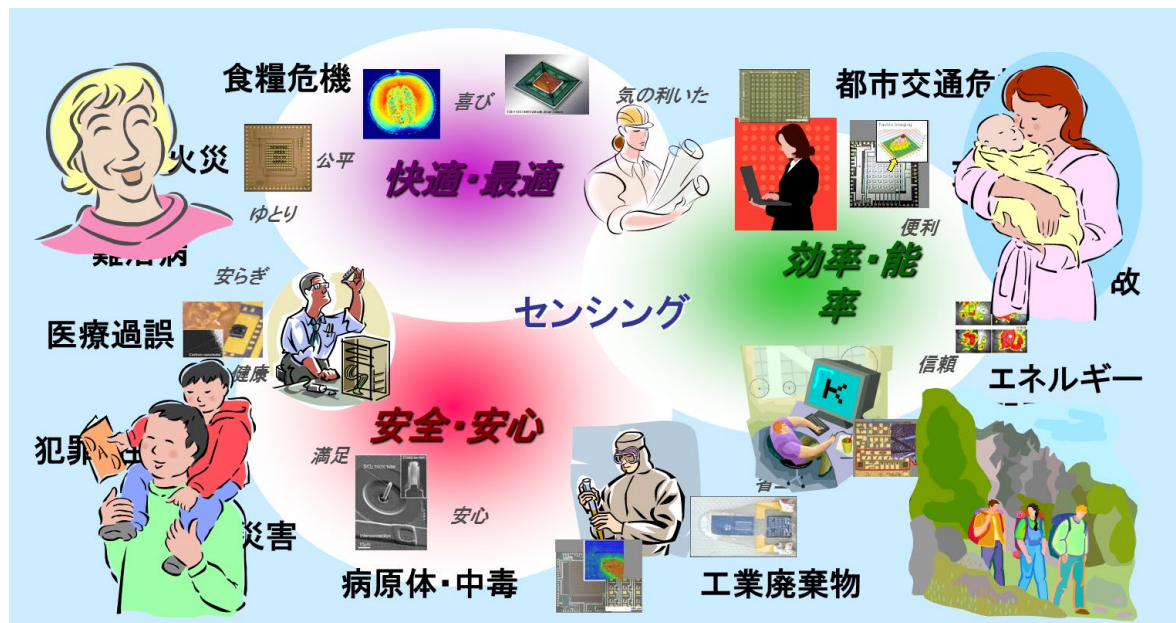 食糧危機
喜び
気の利いた
都市交通危
火災
公平
快適・最適
ゆとり
便利
安らぎ
効率・能
率
センシング
故
医療過誤
健康
信頼
エネルギー
安全・安心
犯罪
満足
安心
災害
病原体・中毒
工業廃棄物